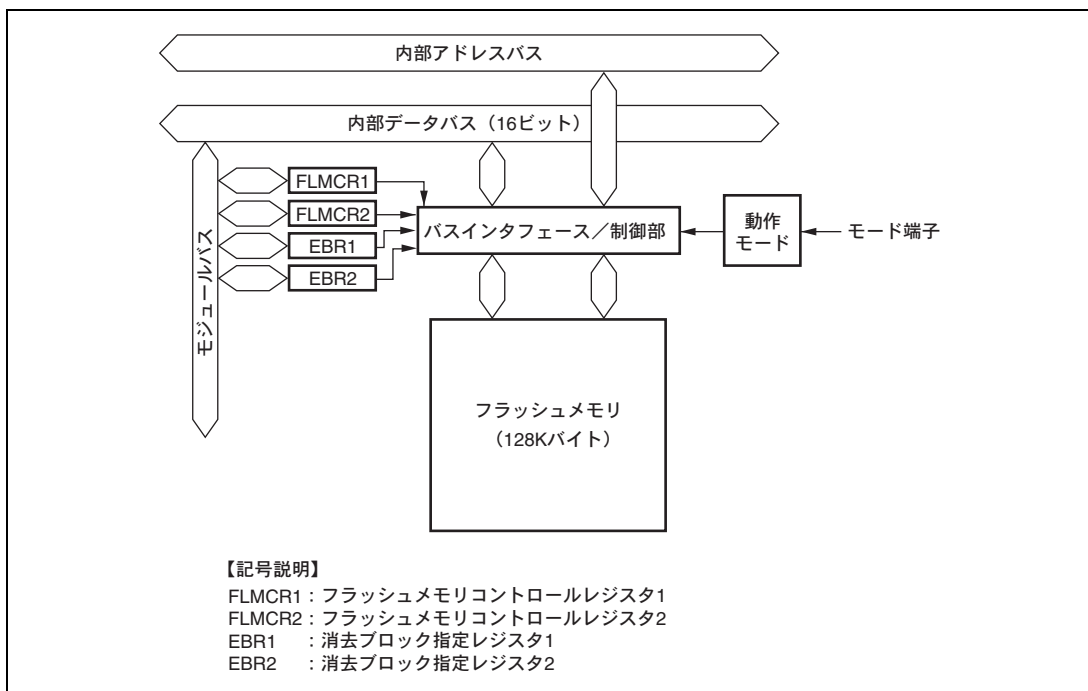 内部アドレスバス
内部データバス（16ビット）
モジュールバス
FLMCR1
FLMCR2
EBR1
EBR2
バスインタフェース／制御部
動作
モード
モード端子
フラッシュメモリ
（128Kバイト）
【記号説明】
FLMCR1：フラッシュメモリコントロールレジスタ1
FLMCR2：フラッシュメモリコントロールレジスタ2
EBR1　：消去ブロック指定レジスタ1
EBR2　：消去ブロック指定レジスタ2